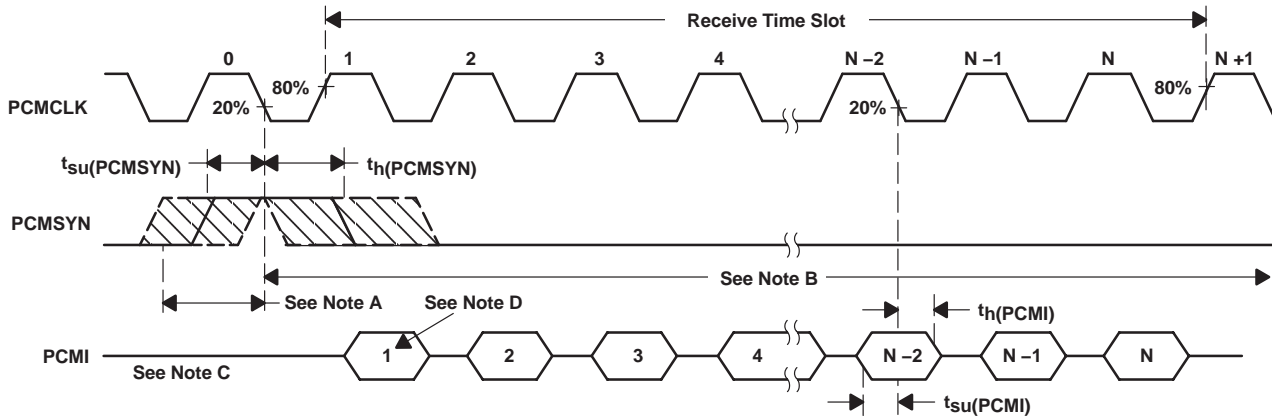 Receive Time Slot
0 1 2 3 4 N –2 N –1 N N +1
80% 80%
PCMCLK 20% 20%
tsu(PCMSYN) th(PCMSYN)
PCMSYN
See Note B
See Note A See Note D
th(PCMI)
PCMI 1 2 3 4 N –2 N –1 N
See Note C
tsu(PCMI)